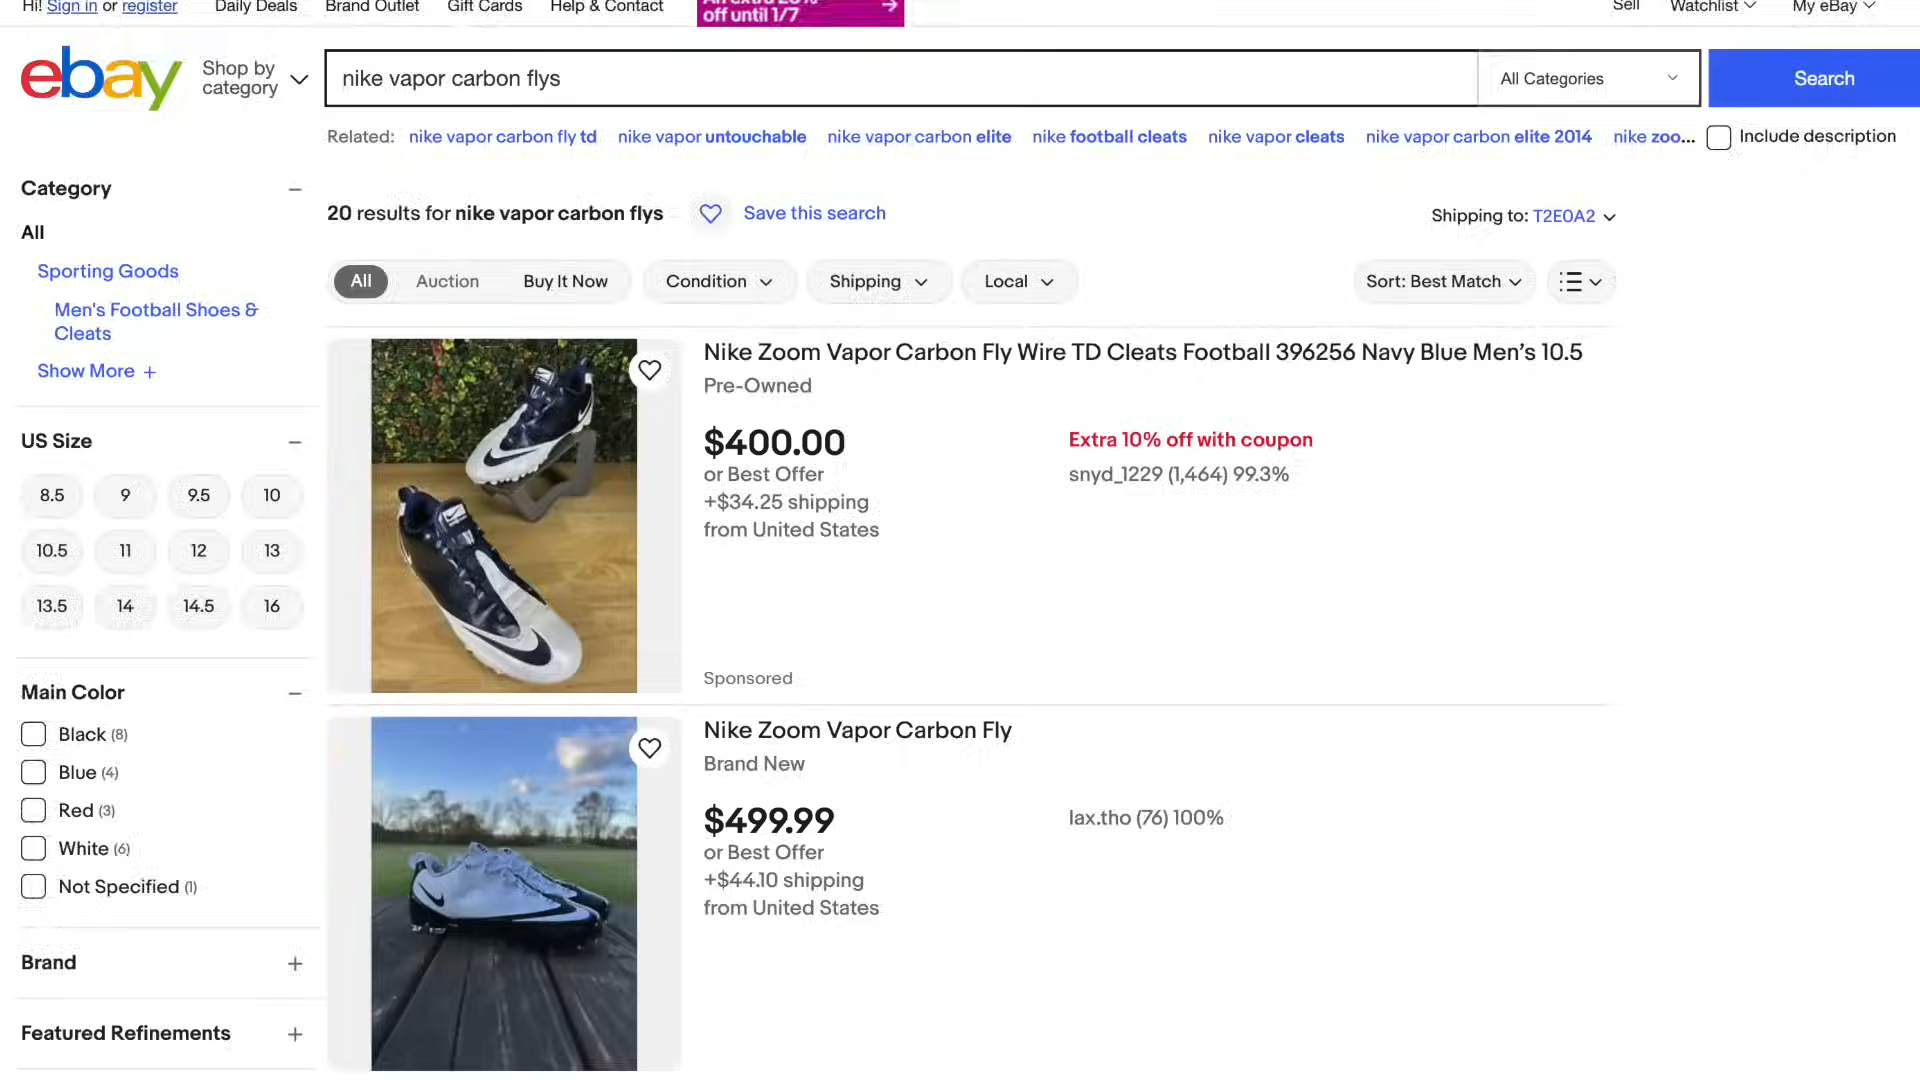 Hi! Sign in or register
Daily Deals
Brand Outlet
Gift Cards
Help & Contact
off until 1/7
Sell
Watchlist
My eBay
ebay
Shop by
category
nike vapor carbon flys
All Categories
Search
Related: nike vapor carbon fly td nike vapor untouchable nike vapor carbon elite nike football cleats nike vapor cleats nike vapor carbon elite 2014 nike zoo...
Include description
Category
All
Sporting Goods
Men's Football Shoes &
Cleats
Show More +
US Size
8.5 9 9.5 10
10.5 11 12 13
13.5 14 14.5 16
Main Color
Black (8)
Blue (4)
Red (3)
White (6)
Not Specified (1)
Brand
Featured Refinements
20 results for nike vapor carbon flys
Save this search
Shipping to: T2E0A2
All
Auction
Buy It Now
Condition
Shipping
Local
Sort: Best Match
Nike Zoom Vapor Carbon Fly Wire TD Cleats Football 396256 Navy Blue Men’s 10.5
Pre-Owned
$400.00
or Best Offer
+$34.25 shipping
from United States
Extra 10% off with coupon
snyd_1229 (1,464) 99.3%
Sponsored
Nike Zoom Vapor Carbon Fly
Brand New
$499.99
or Best Offer
+$44.10 shipping
from United States
lax.tho (76) 100%